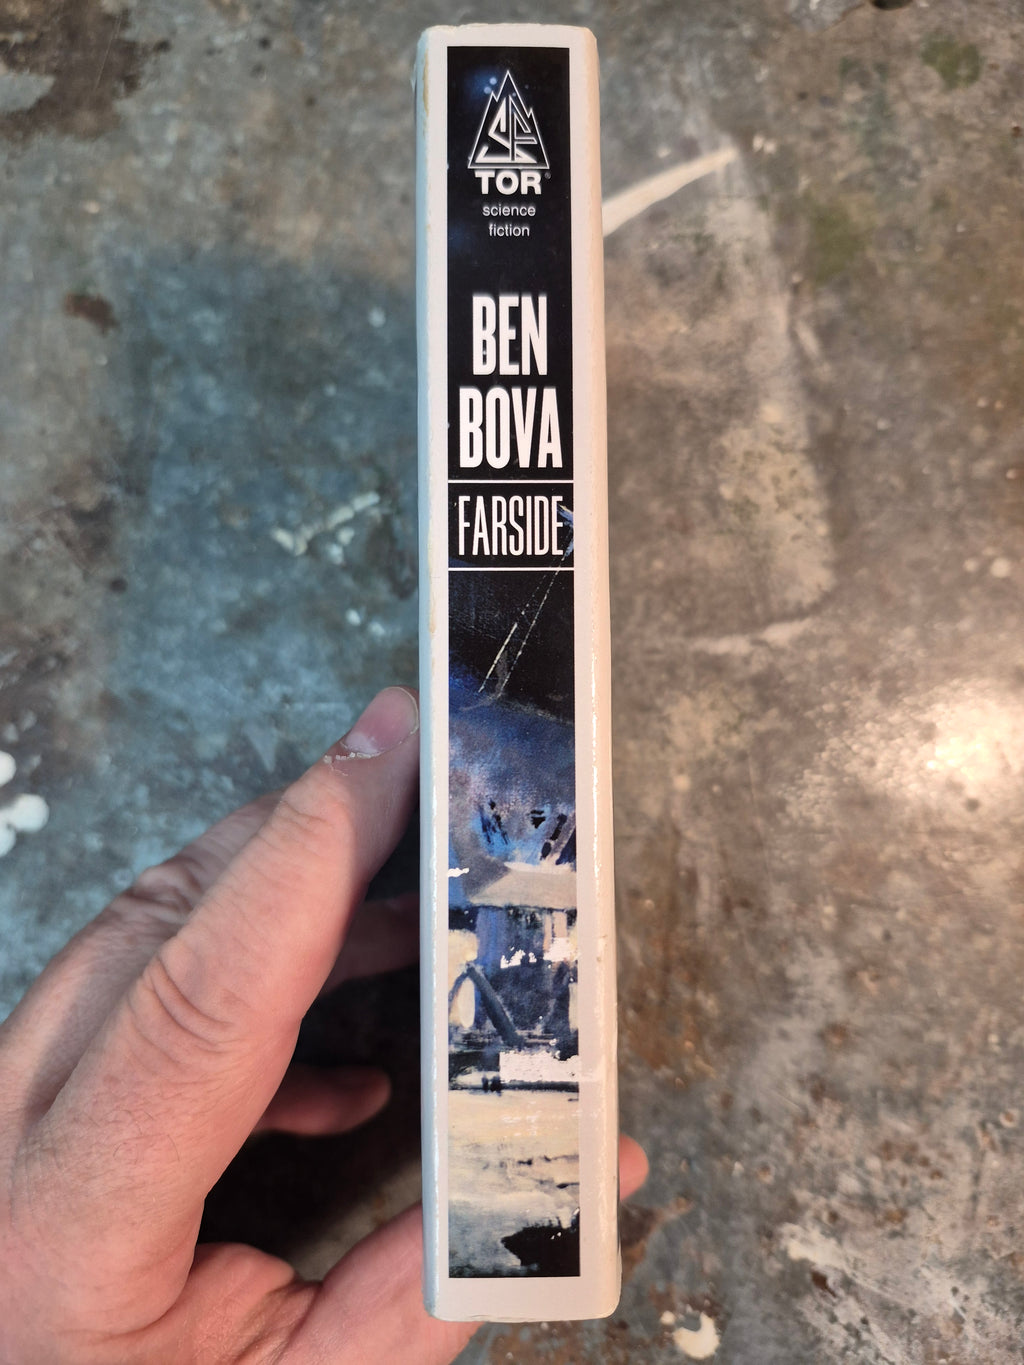 SF
TOR®
science
fiction
BEN
BOVA
FARSIDE